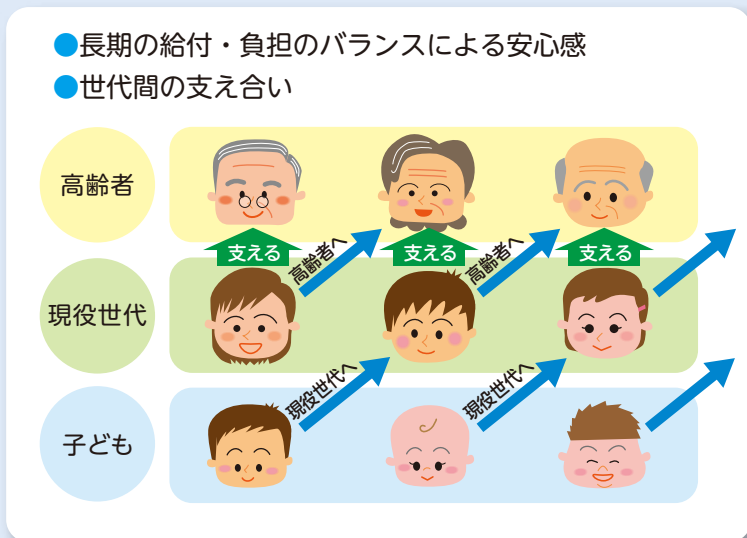 ●長期の給付・負担のバランスによる安心感
●世代間の支え合い
高齢者
支える
高齢者へ
支える
高齢者へ
支える
現役世代
現役世代へ
現役世代へ
子ども